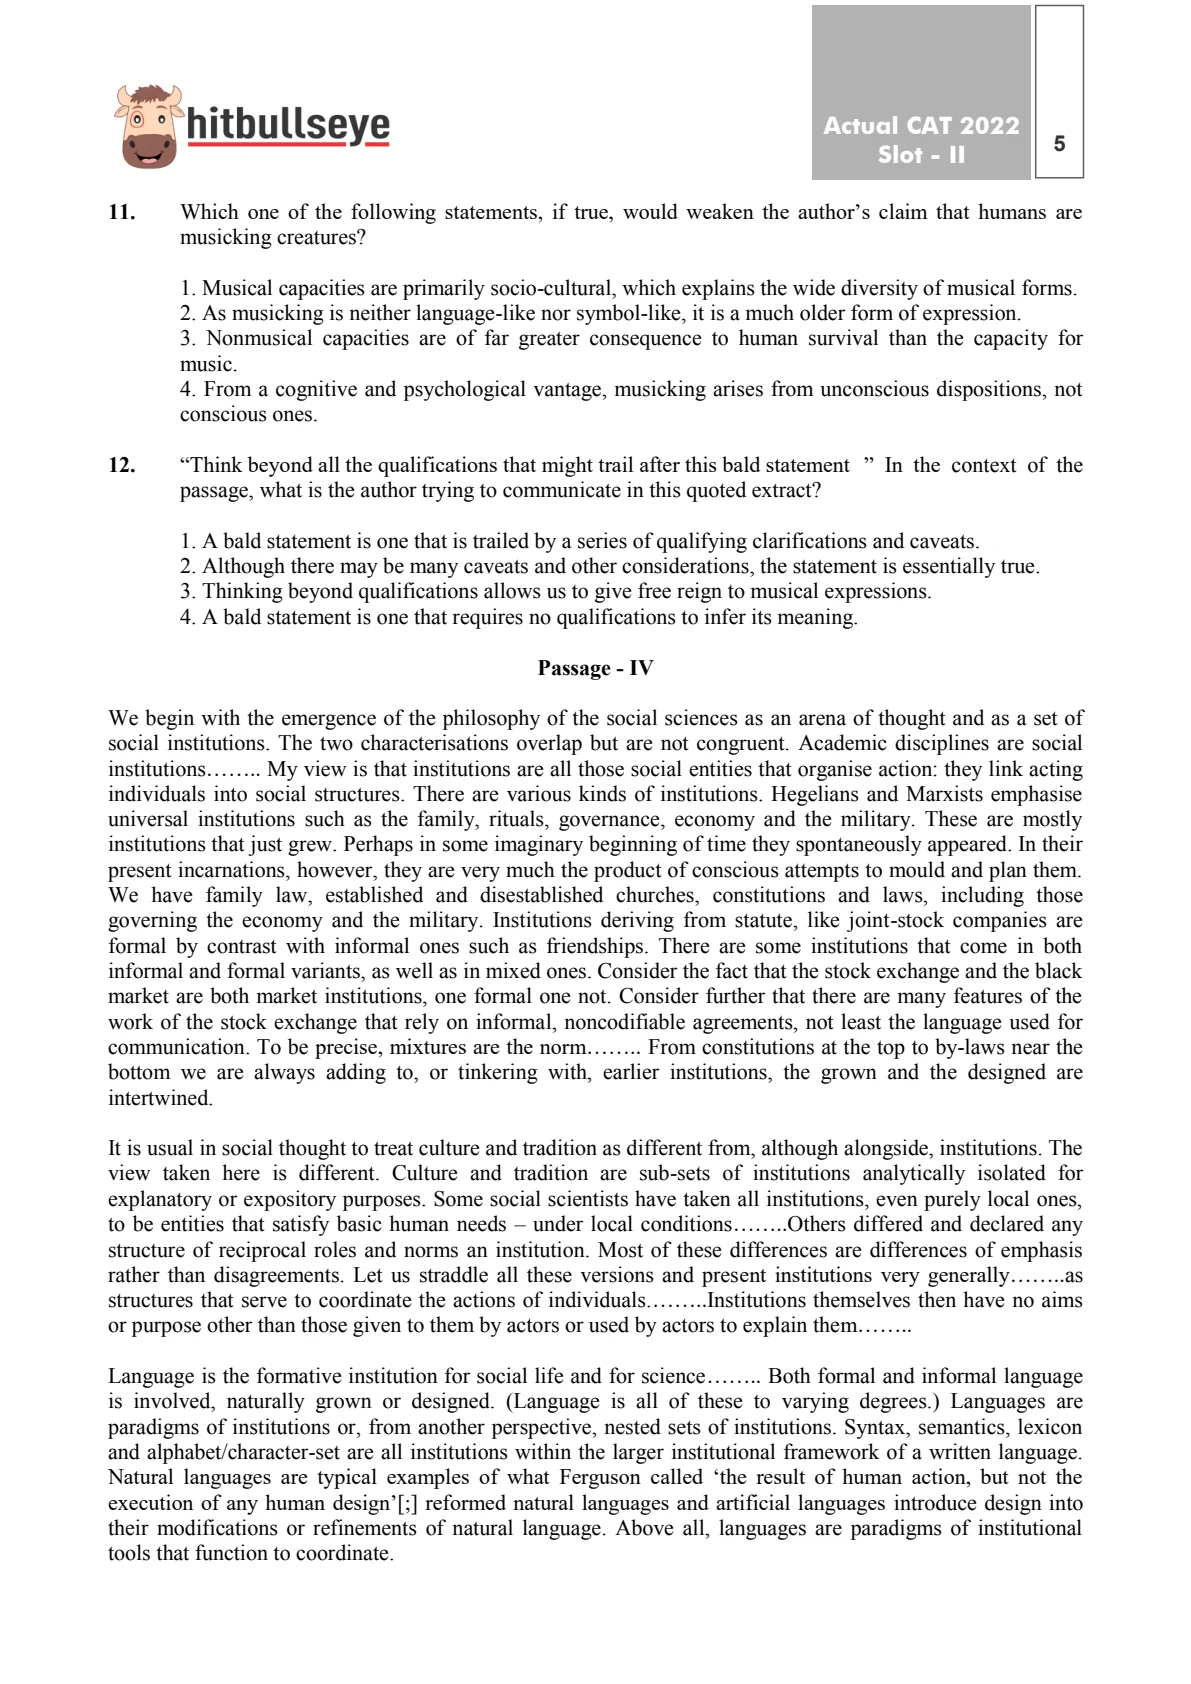 hitbullseye
Actual CAT 2022
Slot - II
5
11. Which one of the following statements, if true, would weaken the author’s claim that humans are
musicking creatures?
1. Musical capacities are primarily socio-cultural, which explains the wide diversity of musical forms.
2. As musicking is neither language-like nor symbol-like, it is a much older form of expression.
3. Nonmusical capacities are of far greater consequence to human survival than the capacity for
music.
4. From a cognitive and psychological vantage, musicking arises from unconscious dispositions, not
conscious ones.
12. “Think beyond all the qualifications that might trail after this bald statement ” In the context of the
passage, what is the author trying to communicate in this quoted extract?
1. A bald statement is one that is trailed by a series of qualifying clarifications and caveats.
2. Although there may be many caveats and other considerations, the statement is essentially true.
3. Thinking beyond qualifications allows us to give free reign to musical expressions.
4. A bald statement is one that requires no qualifications to infer its meaning.
Passage - IV
We begin with the emergence of the philosophy of the social sciences as an arena of thought and as a set of
social institutions. The two characterisations overlap but are not congruent. Academic disciplines are social
institutions…….. My view is that institutions are all those social entities that organise action: they link acting
individuals into social structures. There are various kinds of institutions. Hegelians and Marxists emphasise
universal institutions such as the family, rituals, governance, economy and the military. These are mostly
institutions that just grew. Perhaps in some imaginary beginning of time they spontaneously appeared. In their
present incarnations, however, they are very much the product of conscious attempts to mould and plan them.
We have family law, established and disestablished churches, constitutions and laws, including those
governing the economy and the military. Institutions deriving from statute, like joint-stock companies are
formal by contrast with informal ones such as friendships. There are some institutions that come in both
informal and formal variants, as well as in mixed ones. Consider the fact that the stock exchange and the black
market are both market institutions, one formal one not. Consider further that there are many features of the
work of the stock exchange that rely on informal, noncodifiable agreements, not least the language used for
communication. To be precise, mixtures are the norm…….. From constitutions at the top to by-laws near the
bottom we are always adding to, or tinkering with, earlier institutions, the grown and the designed are
intertwined.
It is usual in social thought to treat culture and tradition as different from, although alongside, institutions. The
view taken here is different. Culture and tradition are sub-sets of institutions analytically isolated for
explanatory or expository purposes. Some social scientists have taken all institutions, even purely local ones,
to be entities that satisfy basic human needs – under local conditions……..Others differed and declared any
structure of reciprocal roles and norms an institution. Most of these differences are differences of emphasis
rather than disagreements. Let us straddle all these versions and present institutions very generally……..as
structures that serve to coordinate the actions of individuals……...Institutions themselves then have no aims
or purpose other than those given to them by actors or used by actors to explain them……..
Language is the formative institution for social life and for science…….. Both formal and informal language
is involved, naturally grown or designed. (Language is all of these to varying degrees.) Languages are
paradigms of institutions or, from another perspective, nested sets of institutions. Syntax, semantics, lexicon
and alphabet/character-set are all institutions within the larger institutional framework of a written language.
Natural languages are typical examples of what Ferguson called ‘the result of human action, but not the
execution of any human design’[;] reformed natural languages and artificial languages introduce design into
their modifications or refinements of natural language. Above all, languages are paradigms of institutional
tools that function to coordinate.